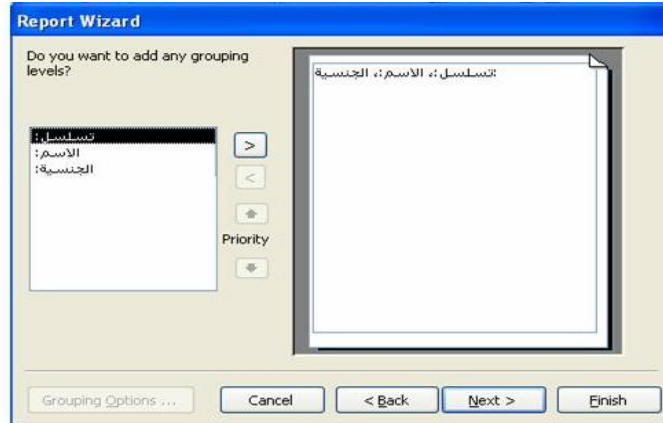 Report Wizard
Do you want to add any grouping levels?
تسلسل:
الاسم:
الجنسية:
>
<
Priority
تسلسل:، الاسم:، الجنسية:
Grouping Options ...
Cancel
< Back
Next >
Finish